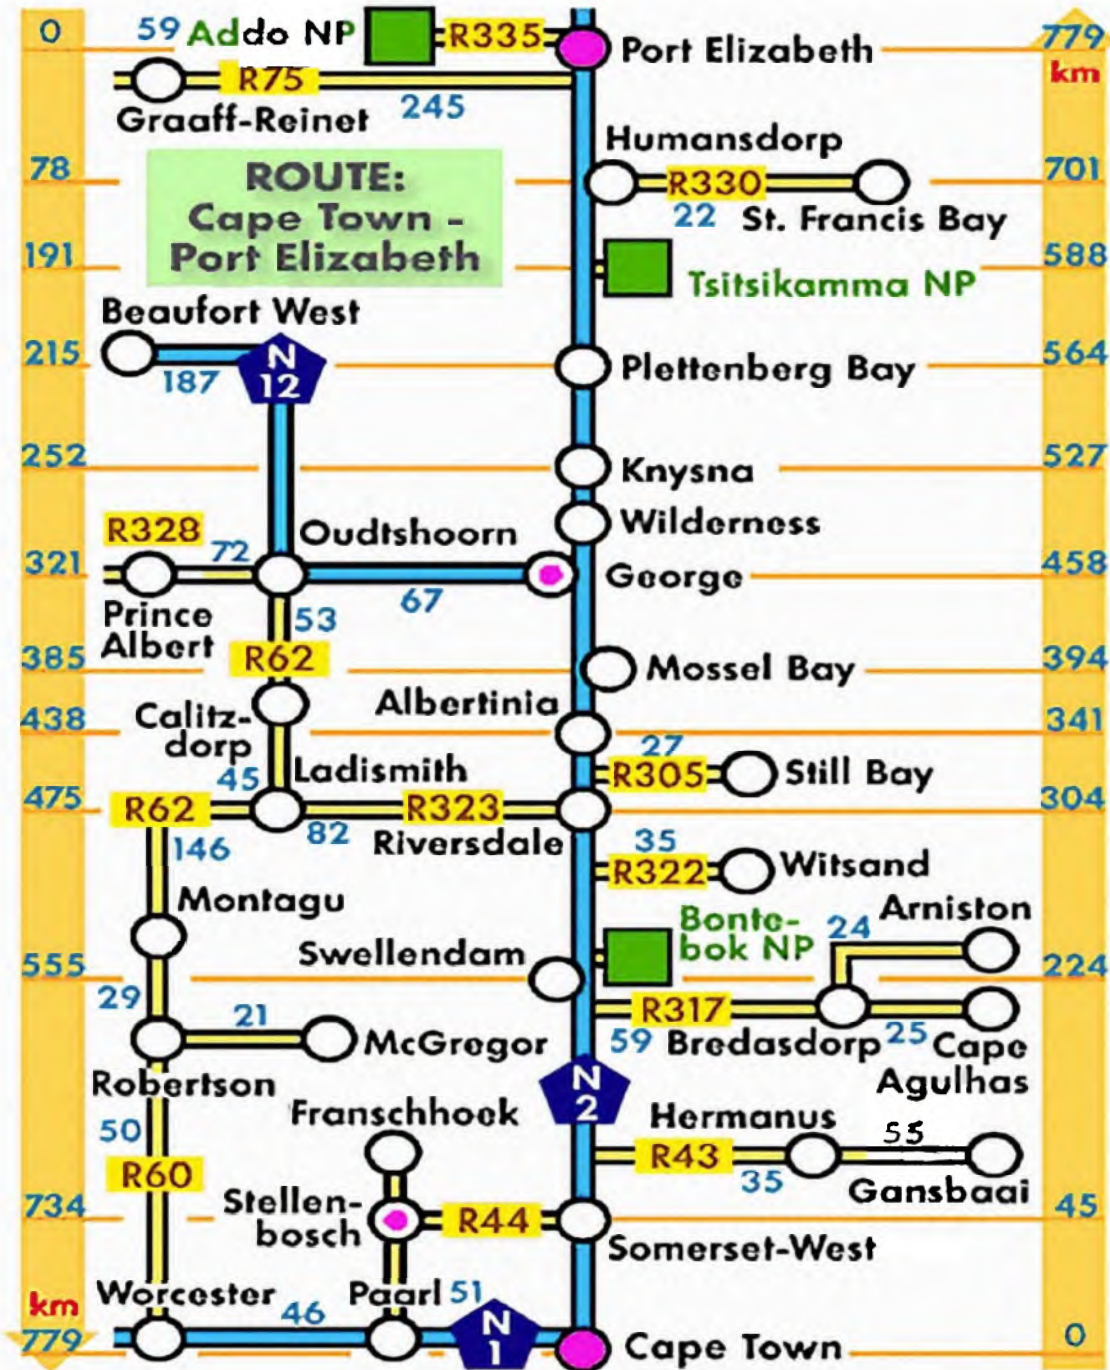 0
59 Addo NP
R335
Port Elizabeth
779
km
R75
Graaff-Reinet
245
Humansdorp
78
ROUTE:
Cape Town -
Port Elizabeth
R330
701
22
St. Francis Bay
191
588
Tsitsikamma NP
Beaufort West
215
187
N
12
Plettenberg Bay
564
252
Knysna
527
R328
Oudtshoorn
Wilderness
321
72
67
George
458
Prince
Albert
53
R62
385
Mossel Bay
394
Calitz-
dorp
Albertinia
438
341
27
R305
Still Bay
45
Ladismith
475
R62
R323
304
146
82
Riversdale
35
R322
Witsand
Montagu
Arniston
Swellendam
Bonte-
bok NP
24
555
224
29
21
McGregor
R317
59
Bredasdorp
25
Cape
Agulhas
Robertson
N
2
Franschhoek
Hermanus
50
R60
R43
35
55
Gansbaai
Stellen-
bosch
734
R44
45
Somerset-West
km
Worcester
46
Paarl
51
N
1
779
Cape Town
0